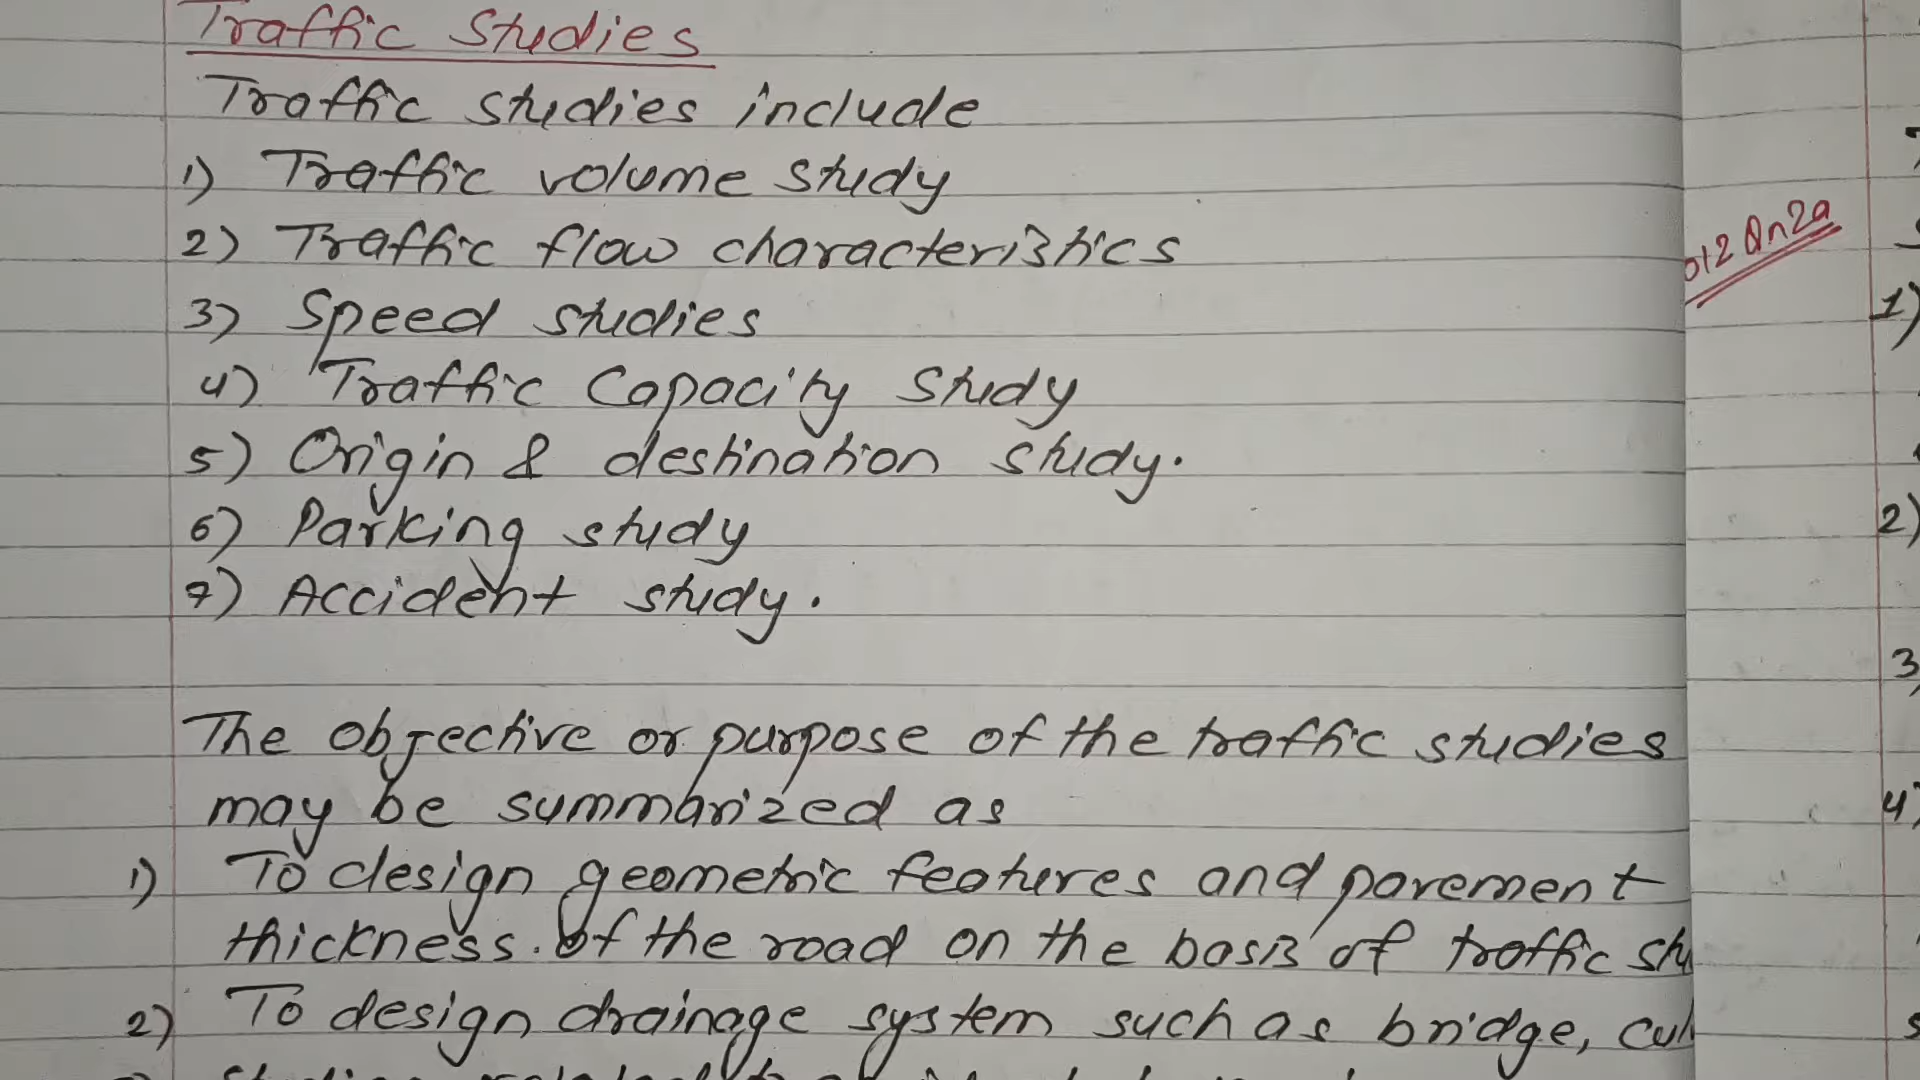 Traffic Studies
Traffic studies include
1) Traffic volume study
2) Traffic flow characteristics
3) Speed studies
4) Traffic Capacity Study
5) Origin & destination study.
6) Parking study
7) Accident study.
The objective or purpose of the traffic studies
may be summarized as
1) To design geometric features and pavement
thickness. of the road on the basis of traffic stu
2) To design drainage system such as bridge, cul
012 Qn2a
1)
2)
3)
4)